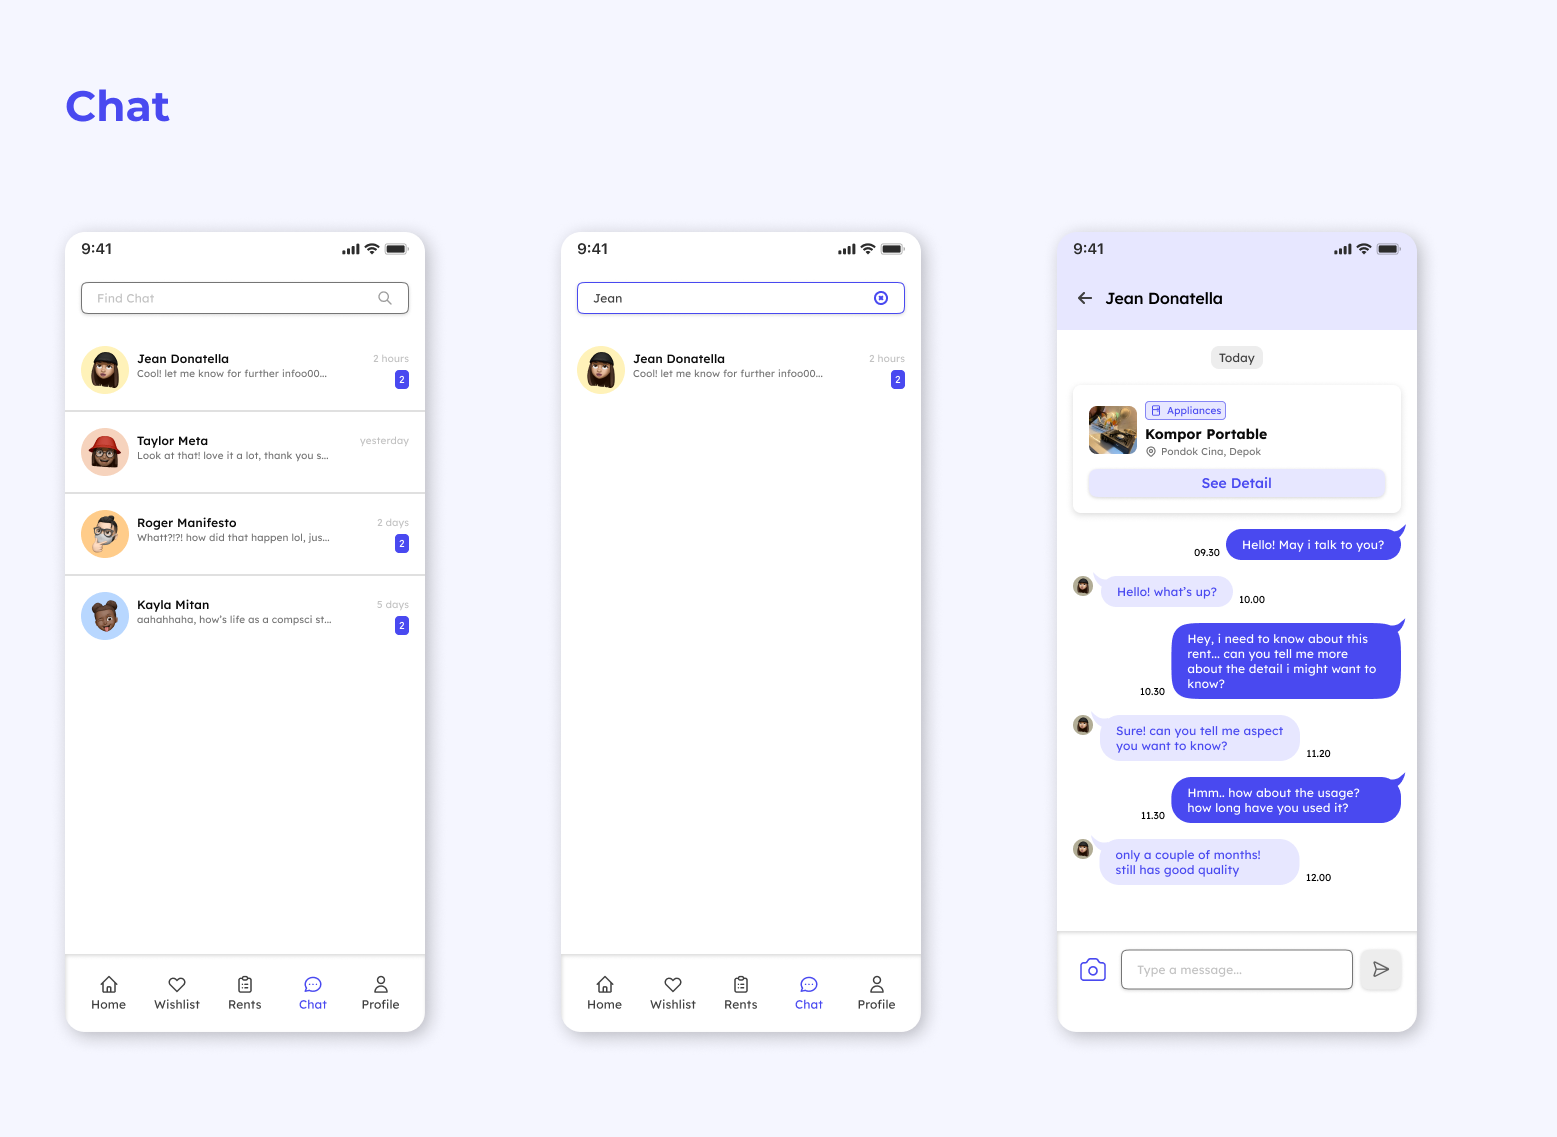 Chat
9:41
Find Chat
Jean Donatella
2 hours
Cool! let me know for further infoo00...
2
Taylor Meta
yesterday
Look at that! love it a lot, thank you s...
Roger Manifesto
2 days
Whatt?!?! how did that happen lol, jus...
2
Kayla Mitan
5 days
aahahhaha, how's life as a compsci st...
2
Home
Wishlist
Rents
Chat
Profile
9:41
Jean
Jean Donatella
2 hours
Cool! let me know for further infoo00...
2
Home
Wishlist
Rents
Chat
Profile
9:41
Jean Donatella
Today
Appliances
Kompor Portable
Pondok Cina, Depok
See Detail
Hello! May i talk to you?
09.30
Hello! what's up?
10.00
Hey, i need to know about this
rent... can you tell me more
about the detail i might want to
know?
10.30
Sure! can you tell me aspect
you want to know?
11.20
Hmm.. how about the usage?
how long have you used it?
11.30
only a couple of months!
still has good quality
12.00
Type a message...